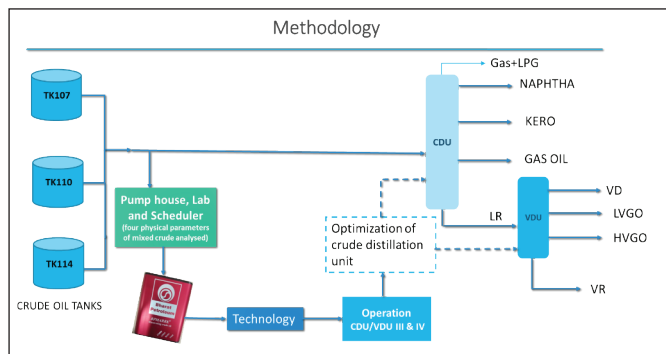 Methodology
Gas+LPG
NAPHTHA
TK107
CDU
KERO
GAS OIL
TK110
Pump house, Lab
and Scheduler
(four physical parameters
of mixed crude analysed)
VD
LR
VDU
LVGO
Optimization of
crude distillation
unit
HVGO
TK114
Bharat
Petroleum
VR
CRUDE OIL TANKS
Technology
Operation
CDU/VDU III & IV